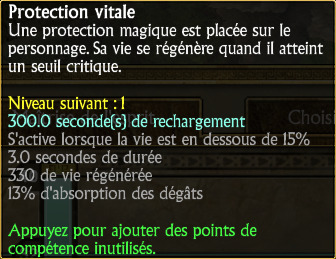 Protection vitale
Une protection magique est placée sur le
personnage. Sa vie se régénère quand il atteint
un seuil critique.
Niveau suivant : 1
300.0 seconde(s) de rechargement
S'active lorsque la vie est en dessous de 15%
3.0 secondes de durée
330 de vie régénérée
13% d'absorption des dégâts
Appuyez pour ajouter des points de
compétence inutilisés.